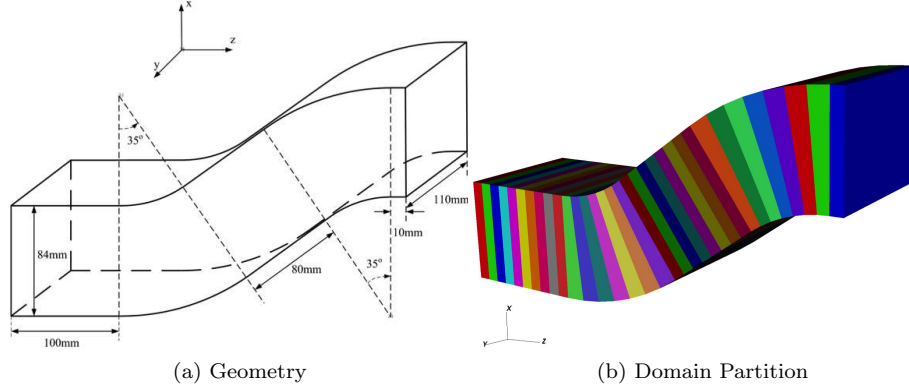 x
z
y
35°
84mm
110mm
10mm
80mm
35°
100mm
X
Y
Z
(a) Geometry
(b) Domain Partition